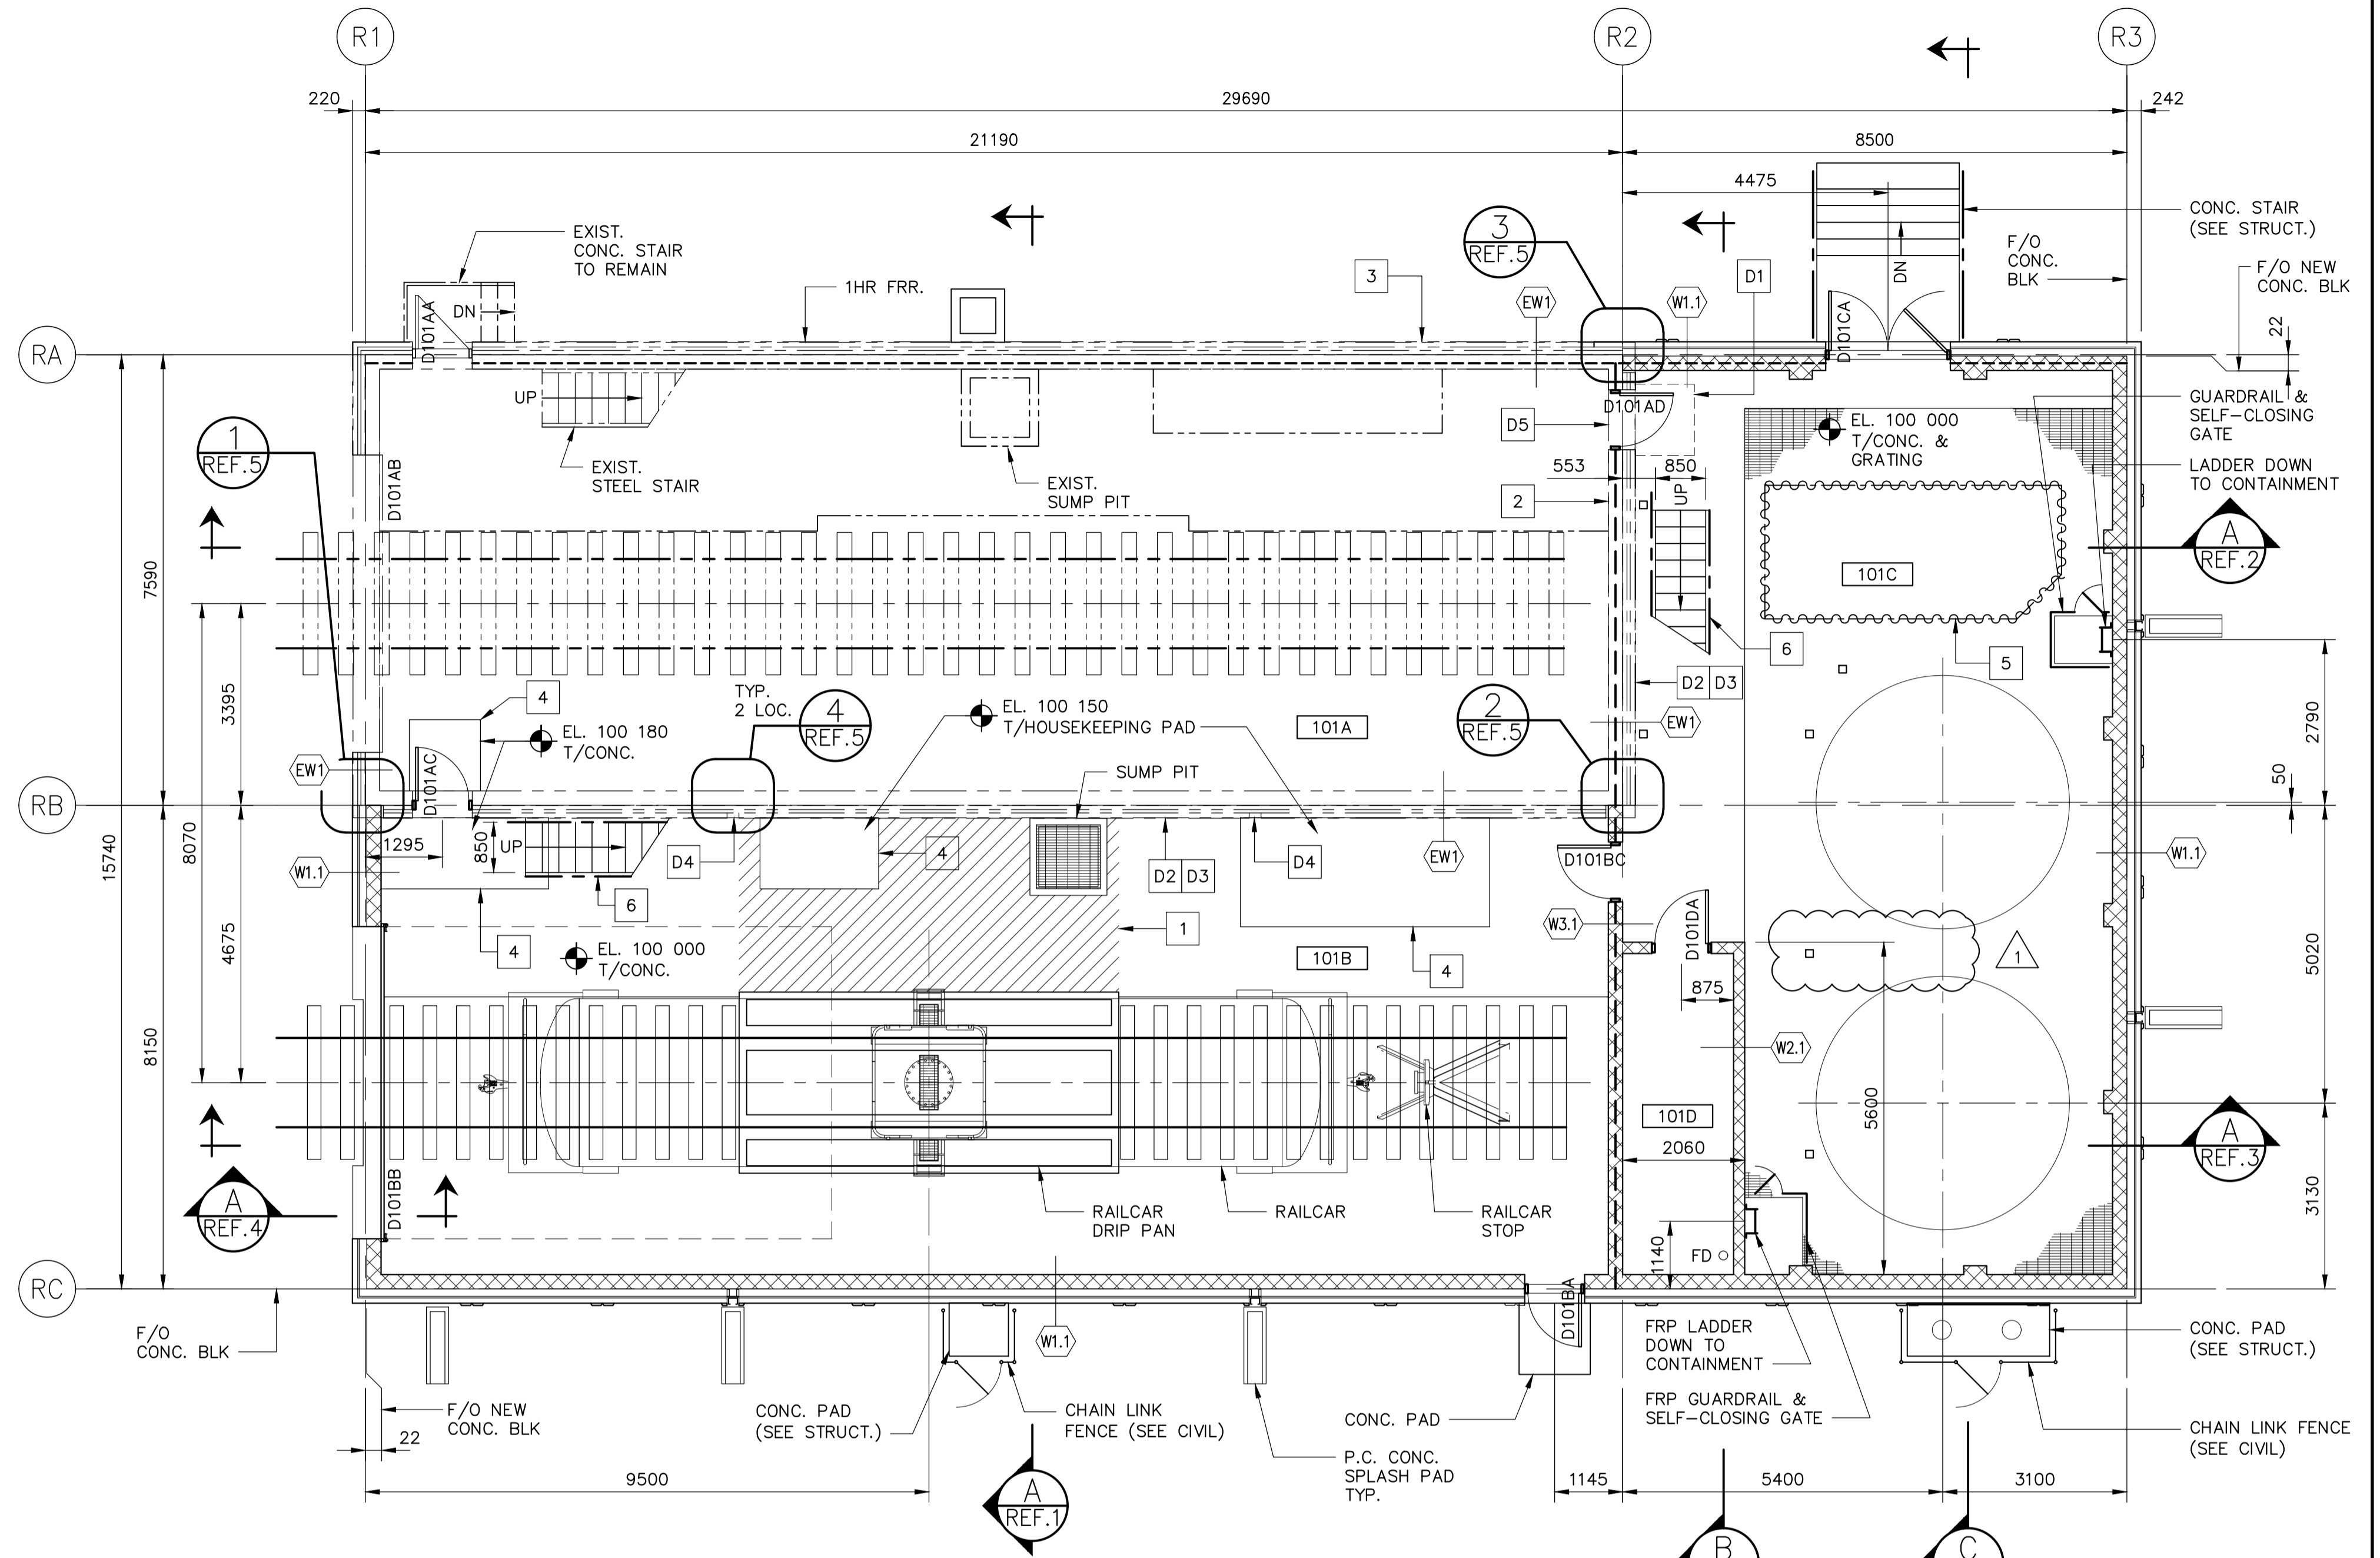 R1
R2
R3
220
29690
242
21190
8500
4475
CONC. STAIR
(SEE STRUCT.)
F/O
CONC.
BLK
F/O NEW
CONC. BLK
22
EXIST.
CONC. STAIR
TO REMAIN
DN
D101AA
1HR FRR.
3
3
REF.5
EW1
W1.1
D1
DN
D101CA
RA
GUARDRAIL &
SELF-CLOSING
GATE
LADDER DOWN
TO CONTAINMENT
UP
EXIST.
STEEL STAIR
EXIST.
SUMP PIT
D101AD
D5
EL. 100 000
T/CONC. &
GRATING
1
REF.5
D101AB
553
850
UP
2
A
REF.2
101C
7590
6
5
3395
4
TYP.
2 LOC.
4
REF.5
EL. 100 150
T/HOUSEKEEPING PAD
101A
2
REF.5
D2
D3
EW1
2790
EL. 100 180
T/CONC.
EW1
D101AC
SUMP PIT
50
RB
15740
8070
1295
850
UP
W1.1
D4
4
D2
D3
D4
EW1
D101BC
W1.1
6
4
1
W3.1
D101DA
4675
EL. 100 000
T/CONC.
101B
4
875
1
5020
8150
W2.1
5600
101D
2060
A
REF.3
D101BB
A
REF.4
RAILCAR
DRIP PAN
RAILCAR
RAILCAR
STOP
1140
FD
3130
RC
D101BA
F/O
CONC. BLK
W1.1
FRP LADDER
DOWN TO
CONTAINMENT
CONC. PAD
(SEE STRUCT.)
F/O NEW
CONC. BLK
22
CONC. PAD
(SEE STRUCT.)
CHAIN LINK
FENCE (SEE CIVIL)
CONC. PAD
FRP GUARDRAIL &
SELF-CLOSING GATE
CHAIN LINK FENCE
(SEE CIVIL)
P.C. CONC.
SPLASH PAD
TYP.
9500
1145
5400
3100
A
REF.1
B
C